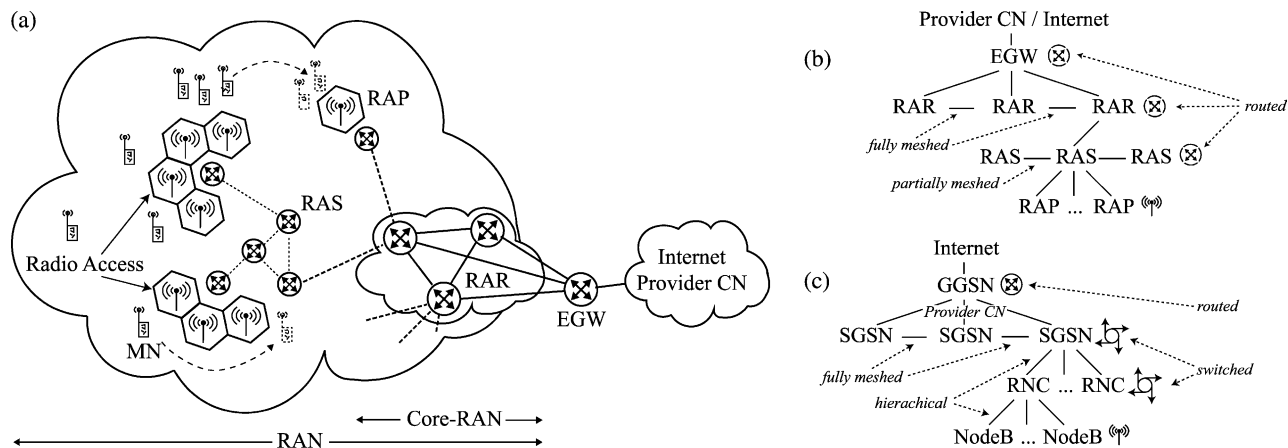 (a)
RAP
RAS
Radio Access
MN
RAR
EGW
Internet
Provider CN
Core-RAN
RAN
(b)
Provider CN / Internet
EGW
RAR RAR RAR
routed
fully meshed
RAS RAS RAS
partially meshed
RAP ... RAP
(c)
Internet
GGSN
routed
Provider CN
SGSN SGSN SGSN
fully meshed
switched
RNC ... RNC
hierachical
NodeB ... NodeB